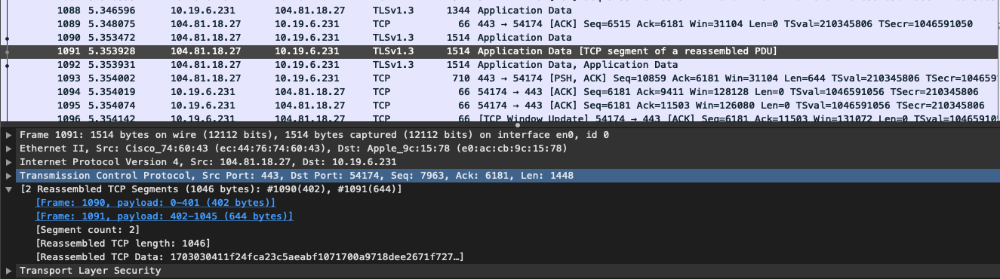 1088 5.346596 10.19.6.231 104.81.18.27 TLSv1.3 1344 Application Data
1089 5.348075 104.81.18.27 10.19.6.231 TCP 66 443 → 54174 [ACK] Seq=6515 Ack=6181 Win=31104 Len=0 TSval=210345806 TSecr=1046591050
1090 5.353472 104.81.18.27 10.19.6.231 TLSv1.3 1514 Application Data
1091 5.353928 104.81.18.27 10.19.6.231 TLSv1.3 1514 Application Data [TCP segment of a reassembled PDU]
1092 5.353931 104.81.18.27 10.19.6.231 TLSv1.3 1514 Application Data, Application Data
1093 5.354002 104.81.18.27 10.19.6.231 TCP 710 443 → 54174 [PSH, ACK] Seq=10859 Ack=6181 Win=31104 Len=644 TSval=210345806 TSecr=10465915
1094 5.354019 10.19.6.231 104.81.18.27 TCP 66 54174 → 443 [ACK] Seq=6181 Ack=9411 Win=128128 Len=0 TSval=1046591056 TSecr=210345806
1095 5.354074 10.19.6.231 104.81.18.27 TCP 66 54174 → 443 [ACK] Seq=6181 Ack=11503 Win=126080 Len=0 TSval=1046591056 TSecr=210345806
1096 5.354142 10.19.6.231 104.81.18.27 TCP 66 [TCP Window Update] 54174 → 443 [ACK] Seq=6181 Ack=11503 Win=131072 Len=0 TSval=10465910
Frame 1091: 1514 bytes on wire (12112 bits), 1514 bytes captured (12112 bits) on interface en0, id 0
Ethernet II, Src: Cisco_74:60:43 (ec:44:76:74:60:43), Dst: Apple_9c:15:78 (e0:ac:cb:9c:15:78)
Internet Protocol Version 4, Src: 104.81.18.27, Dst: 10.19.6.231
Transmission Control Protocol, Src Port: 443, Dst Port: 54174, Seq: 7963, Ack: 6181, Len: 1448
[2 Reassembled TCP Segments (1046 bytes): #1090(402), #1091(644)]
[Frame: 1090, payload: 0–401 (402 bytes)]
[Frame: 1091, payload: 402–1045 (644 bytes)]
[Segment count: 2]
[Reassembled TCP length: 1046]
[Reassembled TCP Data: 1703030411f24fca23c5aeabf1071700a9718dee2671f727…]
Transport Layer Security